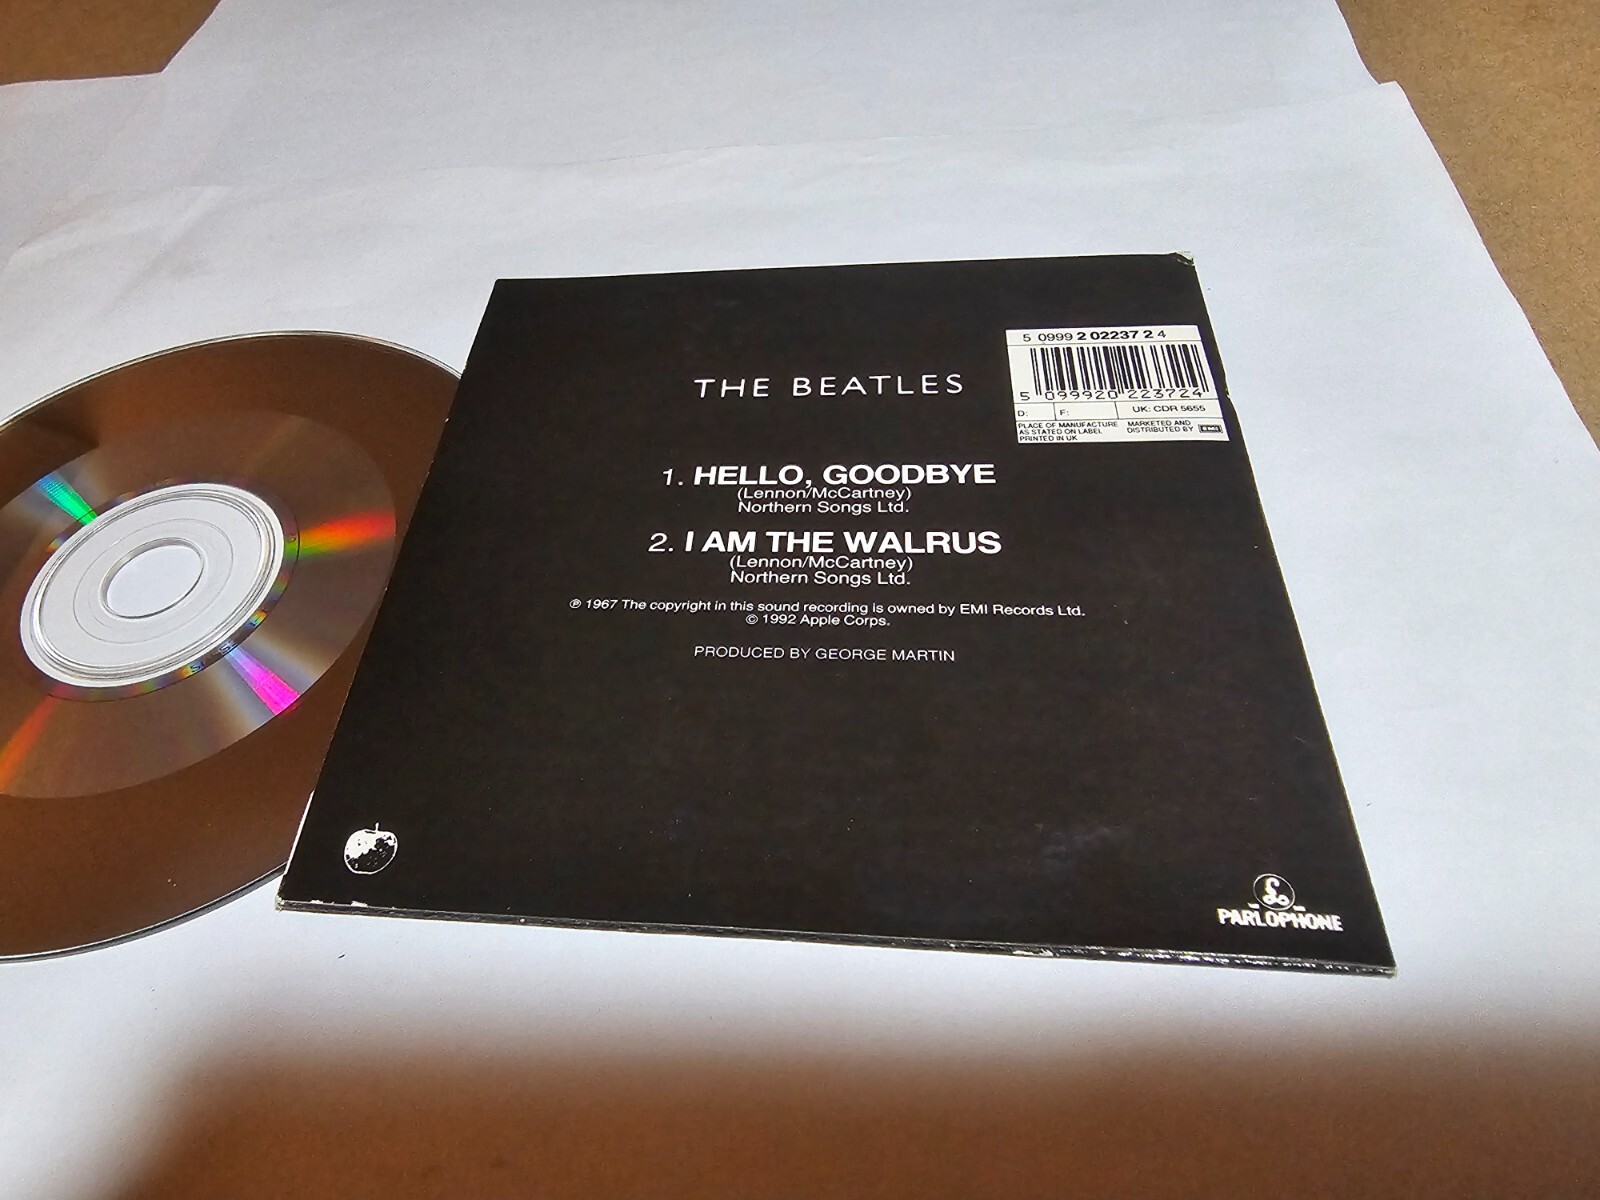 5 0999 2 02237 2 4
5 099920 223724
D: F: UK: CDR 5655
PLACE OF MANUFACTURE
AS STATED ON LABEL
PRINTED IN UK
MARKETED AND
DISTRIBUTED BY EMI
THE BEATLES
1. HELLO, GOODBYE
(Lennon/McCartney)
Northern Songs Ltd.
2. I AM THE WALRUS
(Lennon/McCartney)
Northern Songs Ltd.
℗ 1967 The copyright in this sound recording is owned by EMI Records Ltd.
© 1992 Apple Corps.
PRODUCED BY GEORGE MARTIN
£
PARLOPHONE